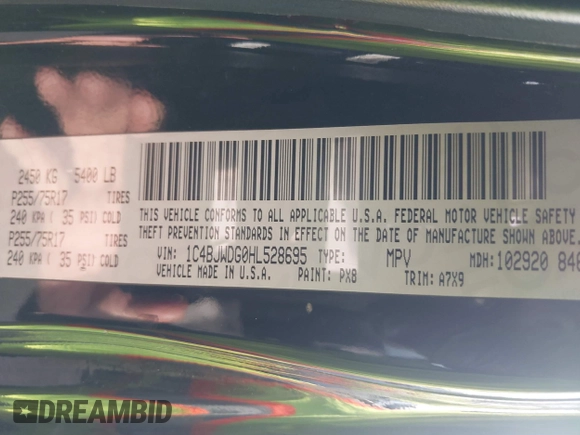 2450 KG 5400 LB
P255/75R17 TIRES
240 KPA ( 35 PSI) COLD
P255/75R17 TIRES
240 KPA ( 35 PSI) COLD
THIS VEHICLE CONFORMS TO ALL APPLICABLE U.S.A. FEDERAL MOTOR VEHICLE SAFETY
THEFT PREVENTION STANDARDS IN EFFECT ON THE DATE OF MANUFACTURE SHOWN ABOVE.
VIN: 1C4BJWDG0HL528695 TYPE: MPV MDH: 102920 846
VEHICLE MADE IN U.S.A. PAINT: PX8 TRIM: A7X9
DREAMBID